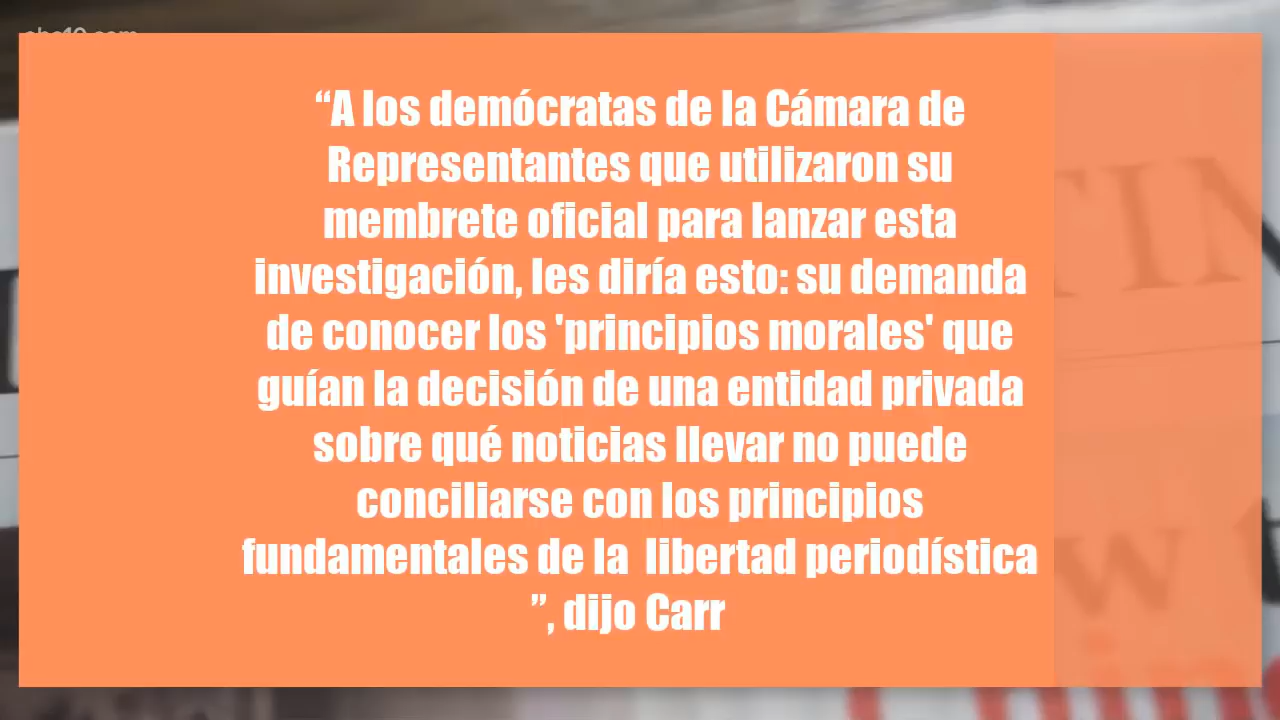 abc10.com
“A los demócratas de la Cámara de
Representantes que utilizaron su
membrete oficial para lanzar esta
investigación, les diría esto: su demanda
de conocer los 'principios morales' que
guían la decisión de una entidad privada
sobre qué noticias llevar no puede
conciliarse con los principios
fundamentales de la  libertad periodística
”, dijo Carr